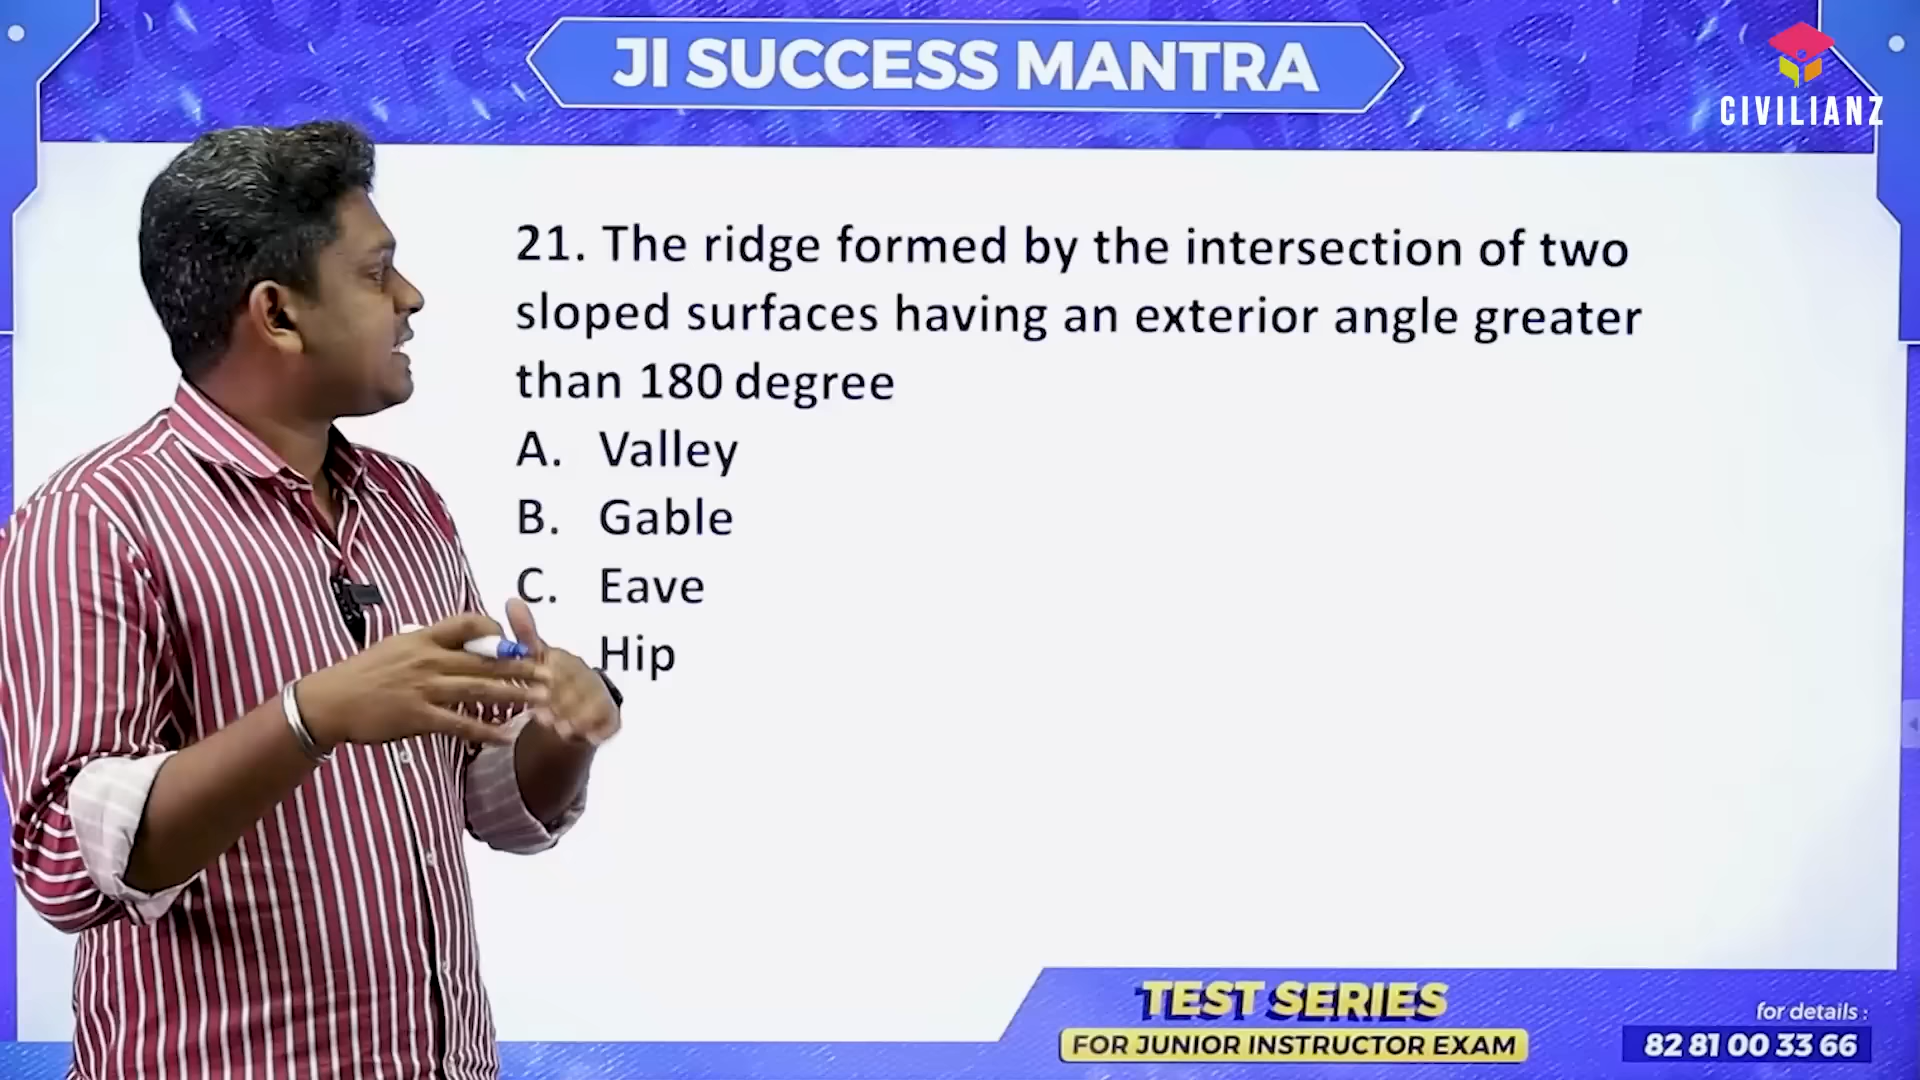 JI SUCCESS MANTRA
CIVILIANZ
21. The ridge formed by the intersection of two
sloped surfaces having an exterior angle greater
than 180 degree
A. Valley
B. Gable
C. Eave
Hip
TEST SERIES
FOR JUNIOR INSTRUCTOR EXAM
for details :
82 81 00 33 66